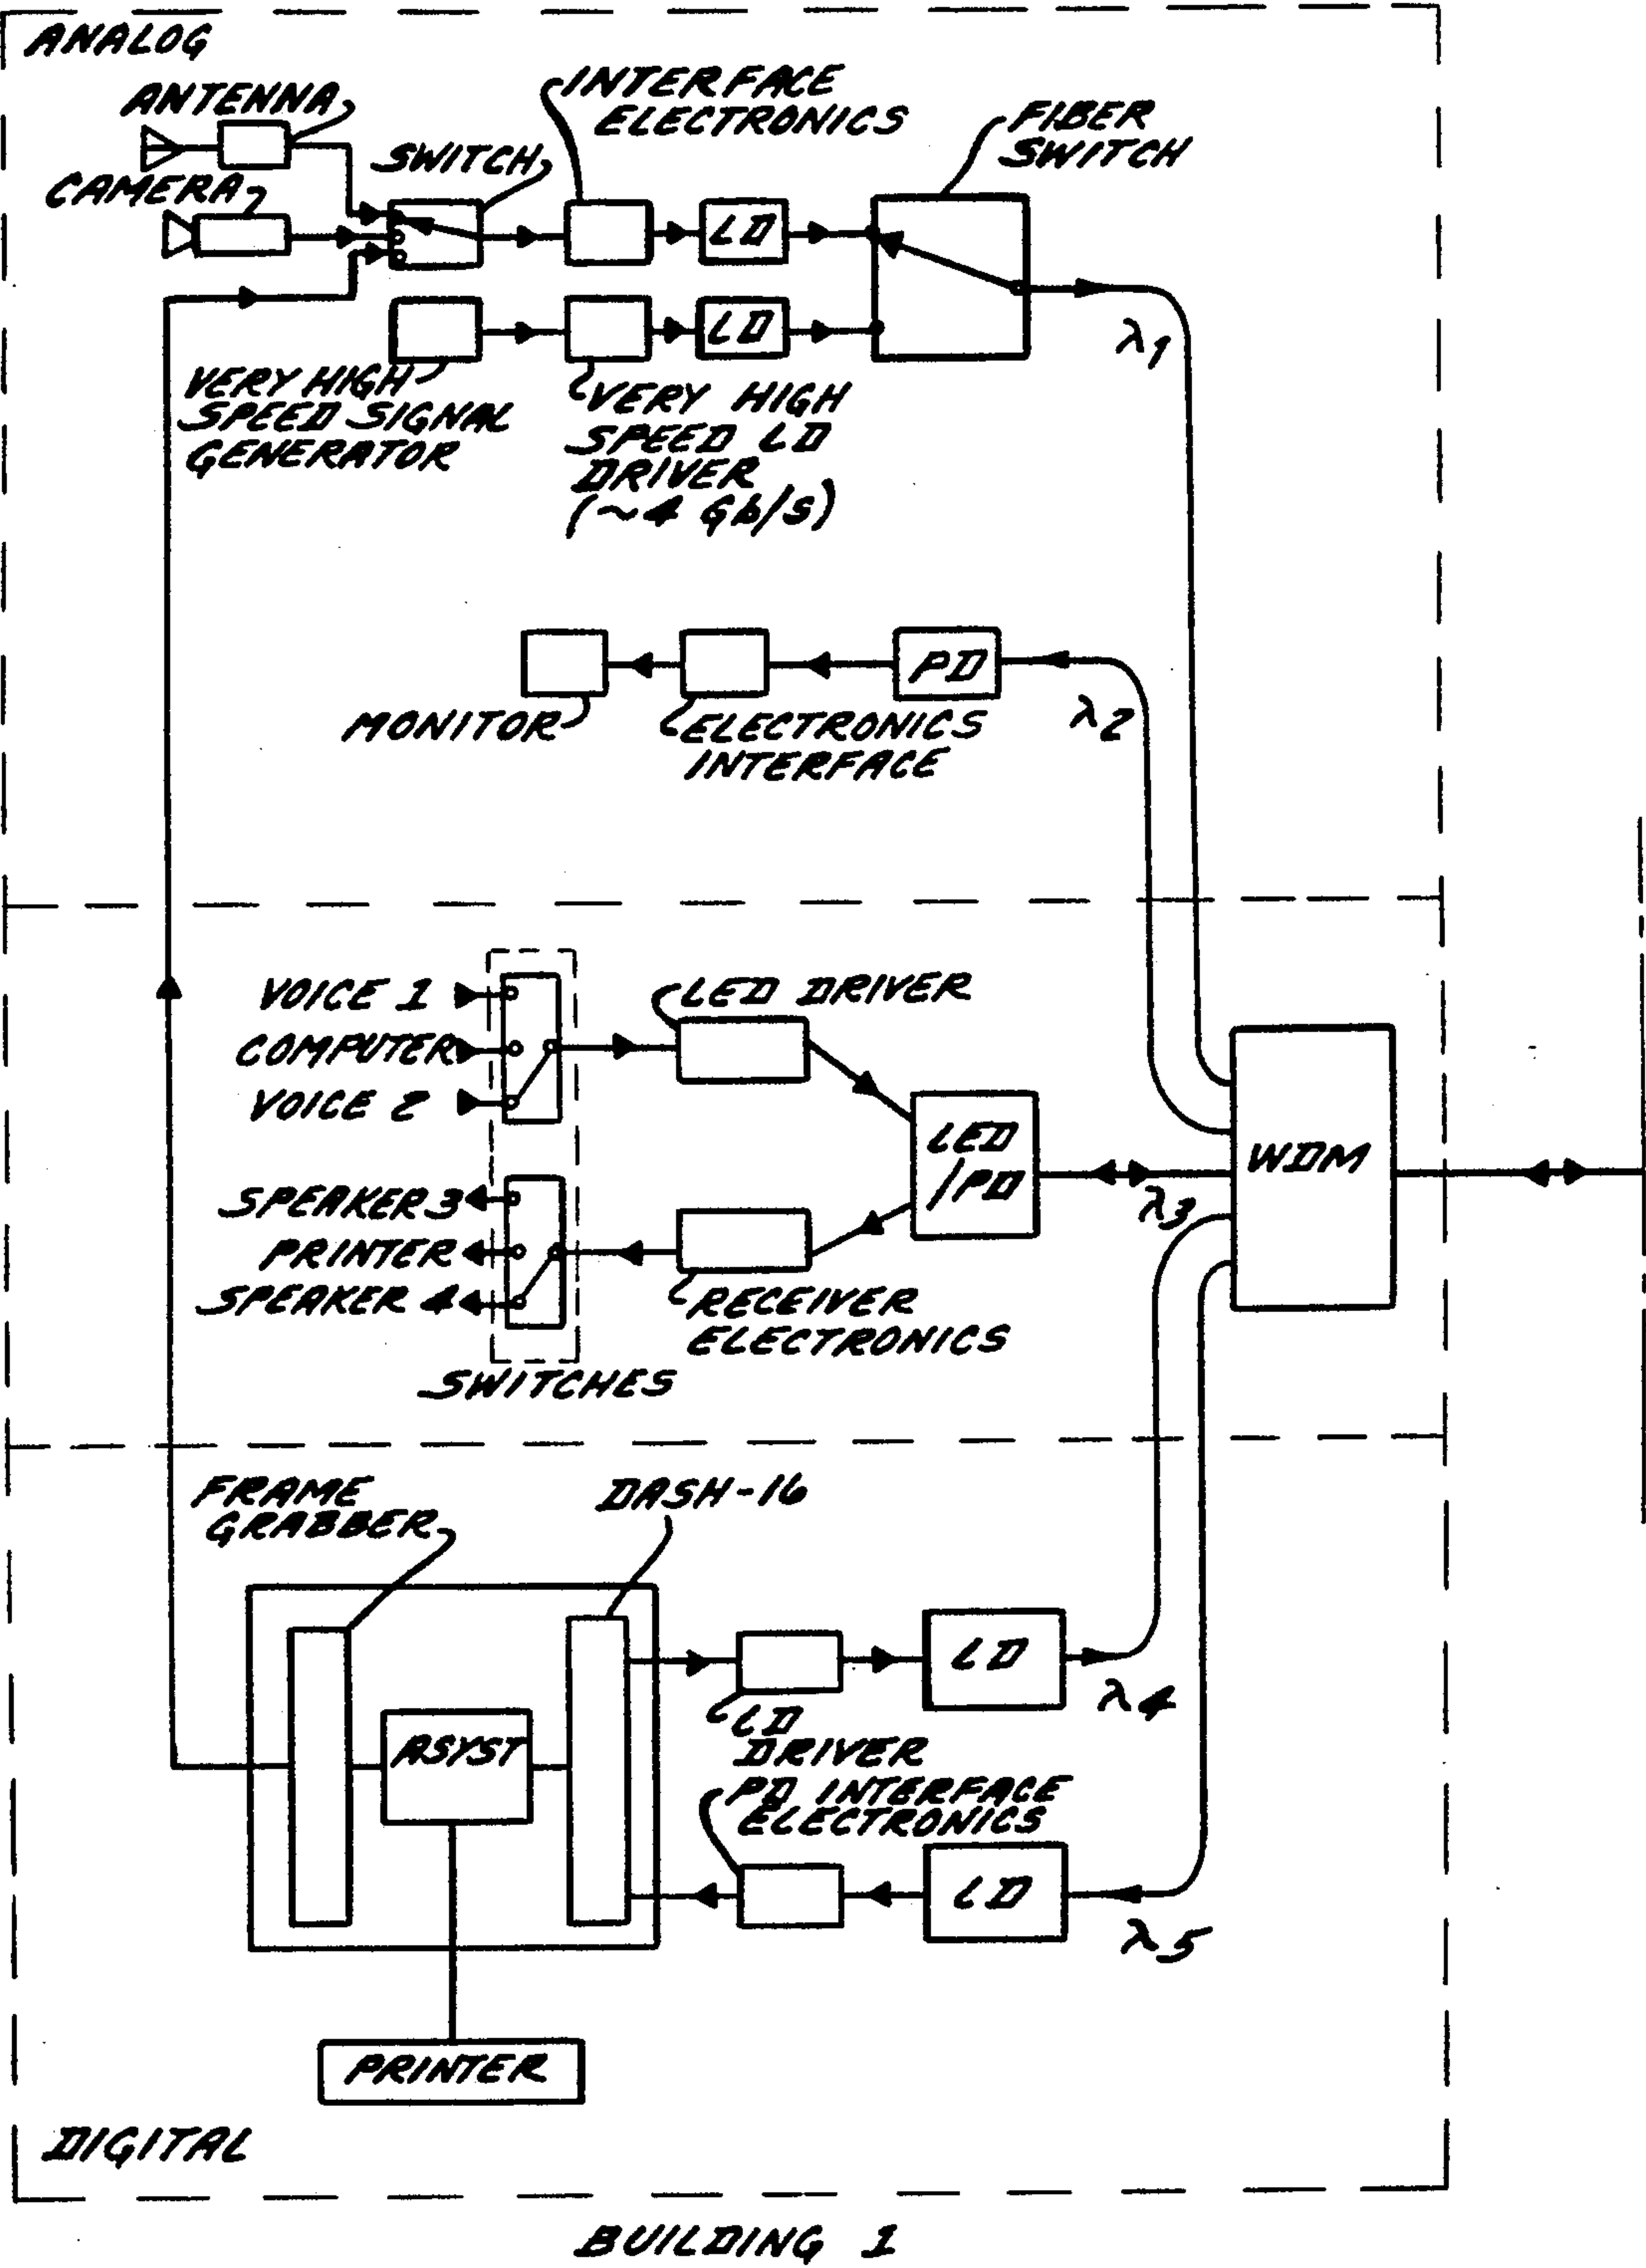 ANALOG
ANTENNA
INTERFACE
ELECTRONICS
FIBER
SWITCH
SWITCH
CAMERA
LD
LD
λ1
VERY HIGH
SPEED SIGNAL
GENERATOR
VERY HIGH
SPEED LD
DRIVER
(~4 Gb/s)
PD
λ2
MONITOR
ELECTRONICS
INTERFACE
VOICE 1
COMPUTER
VOICE 2
LED DRIVER
LED
/PD
WDM
λ3
SPEAKER 3
PRINTER
SPEAKER 4
RECEIVER
ELECTRONICS
SWITCHES
FRAME
GRABBER
DASH-16
LD
λ4
LD
DRIVER
ASYST
PD INTERFACE
ELECTRONICS
LD
λ5
PRINTER
DIGITAL
BUILDING 1